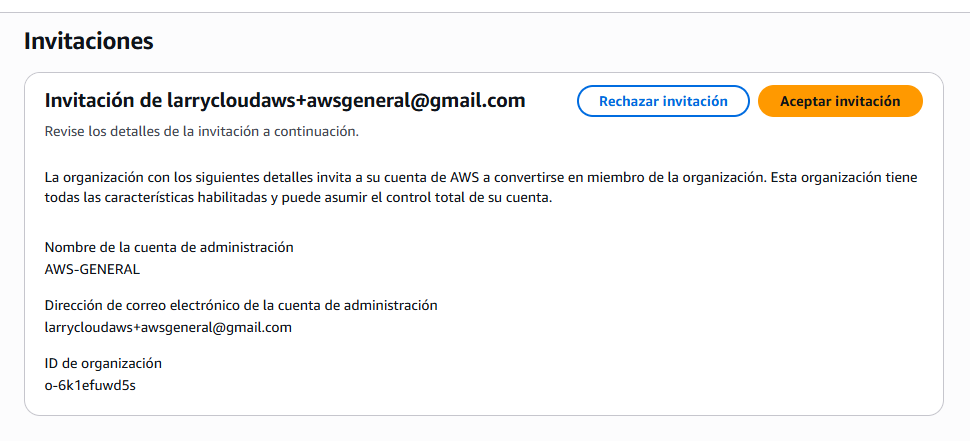 Invitaciones
Invitación de larrycloudaws+awsgeneral@gmail.com
Rechazar invitación
Aceptar invitación
Revise los detalles de la invitación a continuación.
La organización con los siguientes detalles invita a su cuenta de AWS a convertirse en miembro de la organización. Esta organización tiene
todas las características habilitadas y puede asumir el control total de su cuenta.
Nombre de la cuenta de administración
AWS-GENERAL
Dirección de correo electrónico de la cuenta de administración
larrycloudaws+awsgeneral@gmail.com
ID de organización
o-6k1efuwd5s